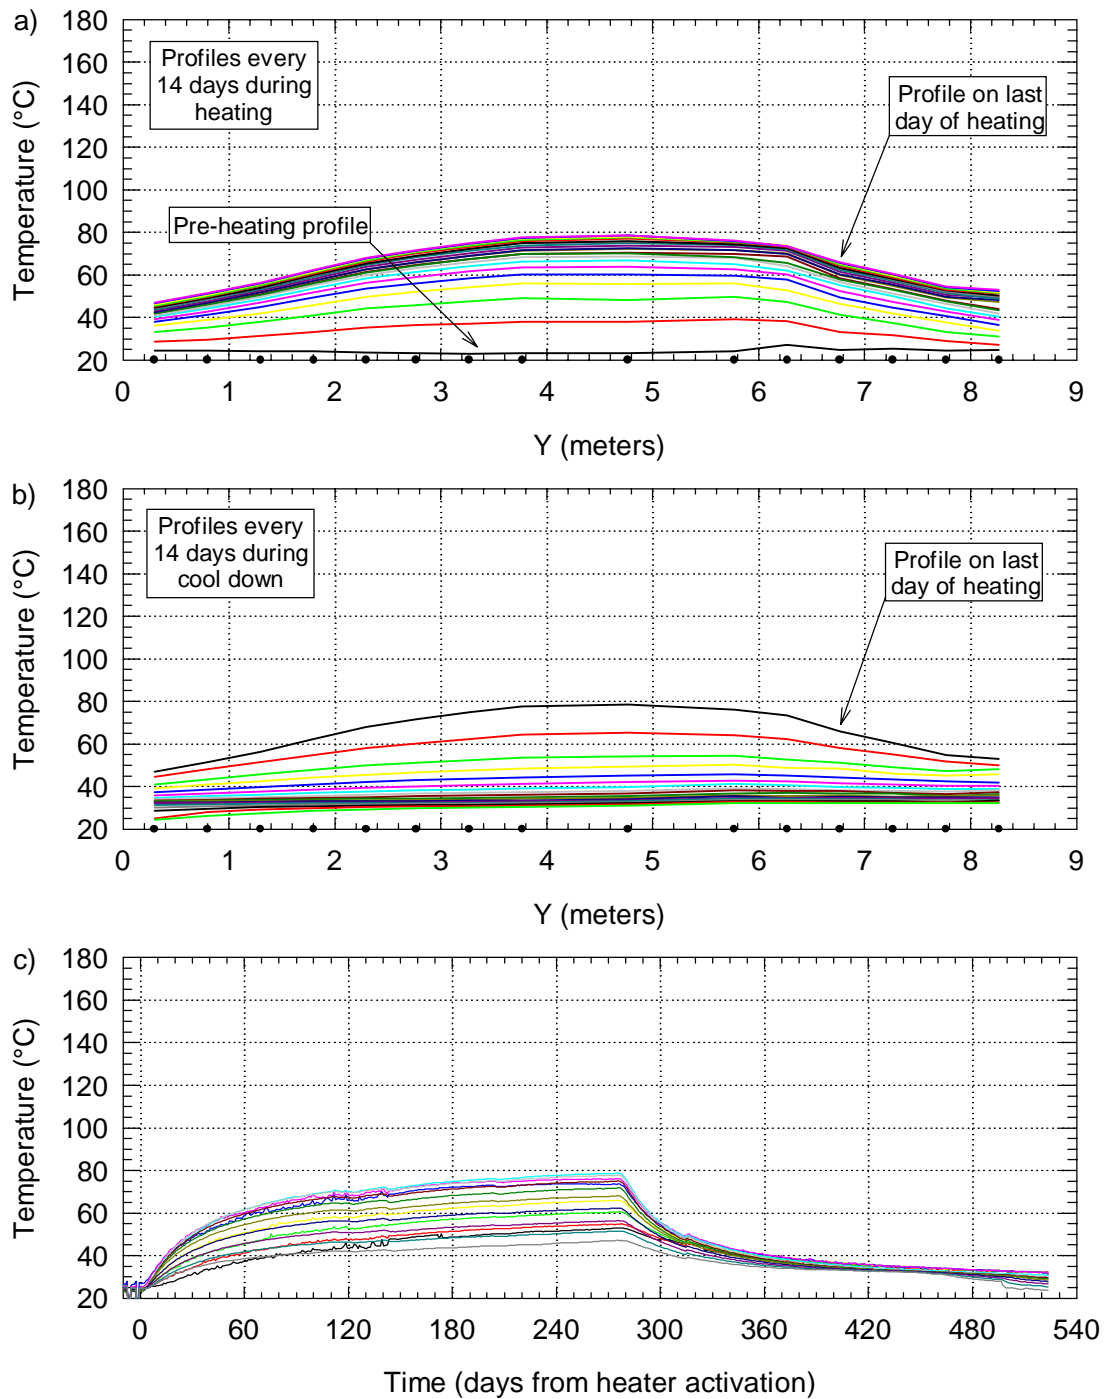 a)
180
160
140
120
100
80
60
40
20
Temperature (°C)
Profiles every
14 days during
heating
Profile on last
day of heating
Pre-heating profile
0 1 2 3 4 5 6 7 8 9
Y (meters)
b)
180
160
140
120
100
80
60
40
20
Temperature (°C)
Profiles every
14 days during
cool down
Profile on last
day of heating
0 1 2 3 4 5 6 7 8 9
Y (meters)
c)
180
160
140
120
100
80
60
40
20
Temperature (°C)
0 60 120 180 240 300 360 420 480 540
Time (days from heater activation)